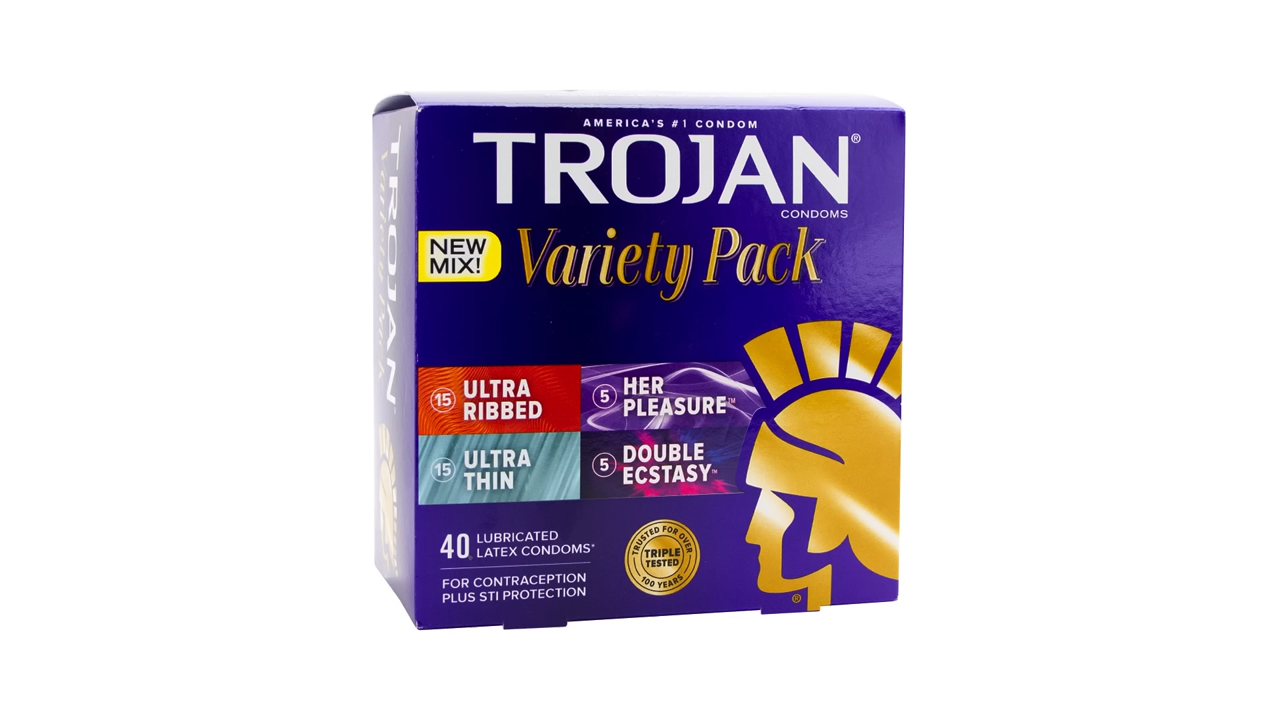 AMERICA'S #1 CONDOM
TROJAN®
CONDOMS
NEW
MIX!
Variety Pack
15 ULTRA
RIBBED
5 HER
PLEASURE™
15 ULTRA
THIN
5 DOUBLE
ECSTASY™
40 LUBRICATED
LATEX CONDOMS*
FOR CONTRACEPTION
PLUS STI PROTECTION
TRUSTED FOR OVER
TRIPLE
TESTED
100 YEARS
®
TROJAN
Variety Pack